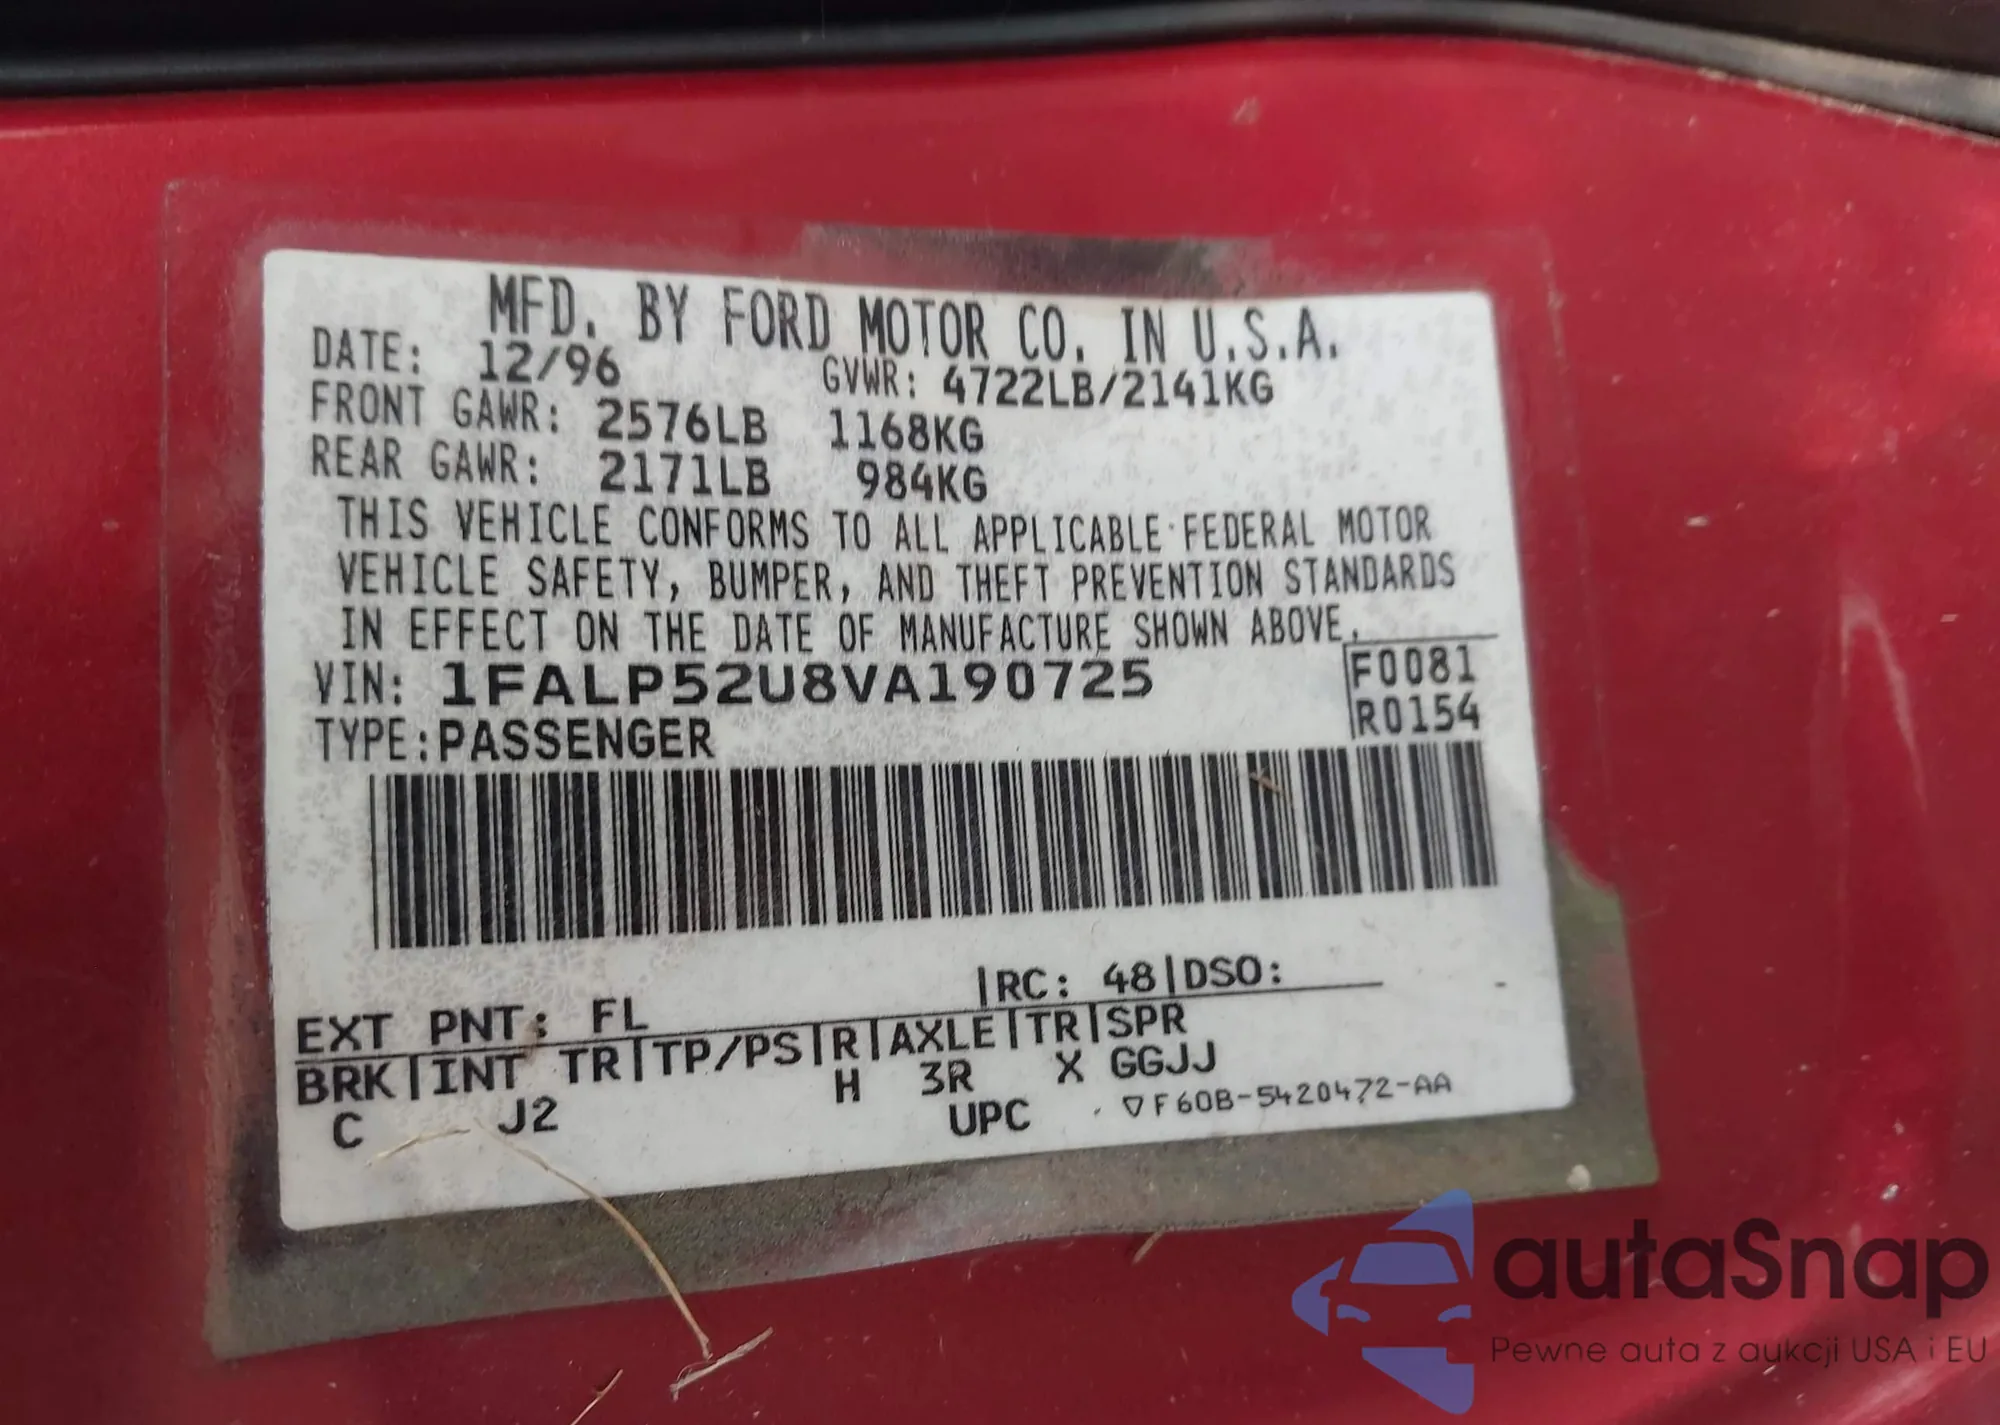 MFD. BY FORD MOTOR CO. IN U.S.A.
DATE: 12/96 GVWR: 4722LB/2141KG
FRONT GAWR: 2576LB 1168KG
REAR GAWR: 2171LB 984KG
THIS VEHICLE CONFORMS TO ALL APPLICABLE FEDERAL MOTOR
VEHICLE SAFETY, BUMPER, AND THEFT PREVENTION STANDARDS
IN EFFECT ON THE DATE OF MANUFACTURE SHOWN ABOVE.
VIN: 1FALP52U8VA190725
F0081
TYPE:PASSENGER
R0154
|RC: 48|DSO:
EXT PNT: FL
BRK|INT TR|TP/PS|R|AXLE|TR|SPR
C J2 H 3R X GGJJ
UPC ▽F60B-5420472-AA
autaSnap
Pewne auta z aukcji USA i EU